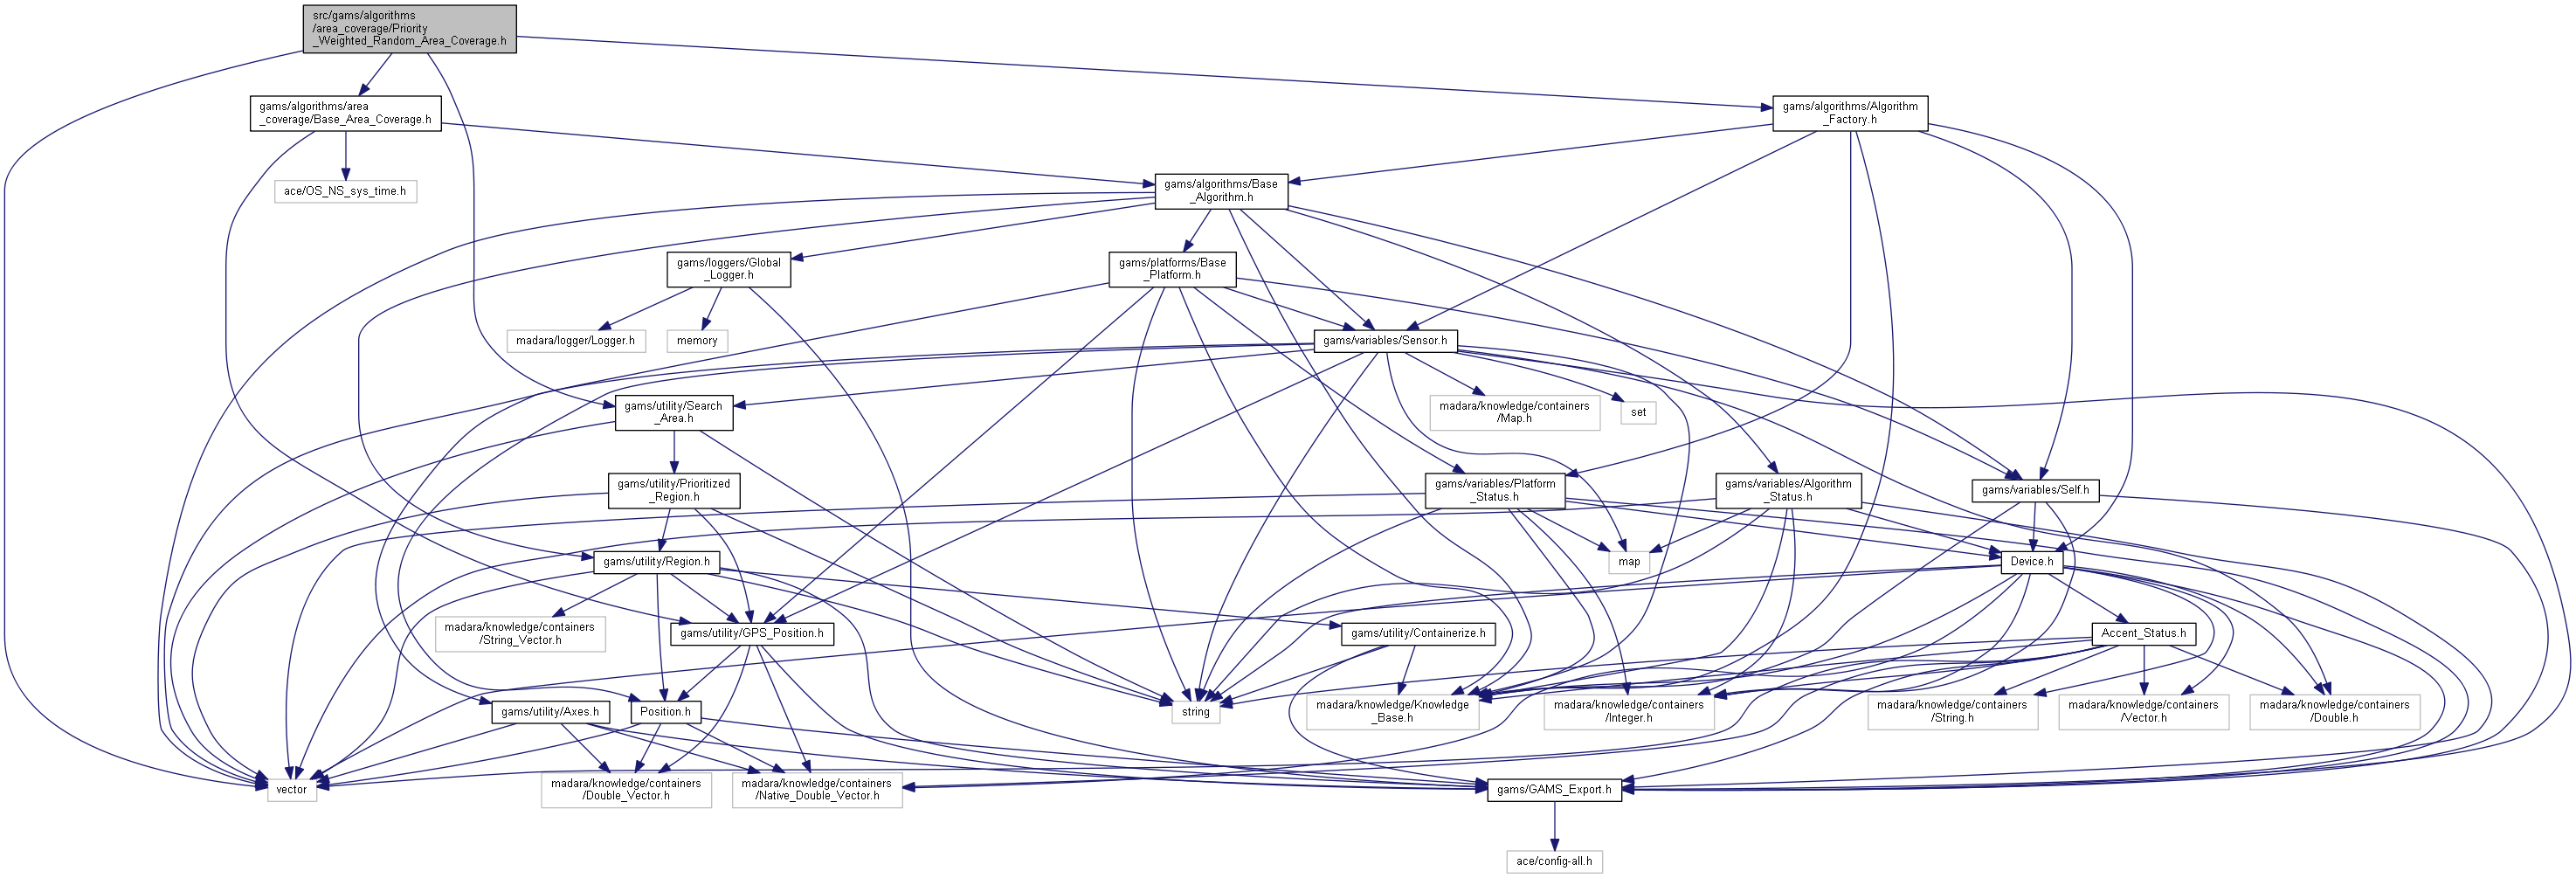 src/gams/algorithms
/area_coverage/Priority
_Weighted_Random_Area_Coverage.h
gams/algorithms/area
_coverage/Base_Area_Coverage.h
gams/algorithms/Algorithm
_Factory.h
ace/OS_NS_sys_time.h
gams/algorithms/Base
_Algorithm.h
gams/loggers/Global
_Logger.h
gams/platforms/Base
_Platform.h
madara/logger/Logger.h
memory
gams/variables/Sensor.h
gams/utility/Search
_Area.h
madara/knowledge/containers
/Map.h
set
gams/utility/Prioritized
_Region.h
gams/variables/Platform
_Status.h
gams/variables/Algorithm
_Status.h
gams/variables/Self.h
gams/utility/Region.h
map
Device.h
madara/knowledge/containers
/String_Vector.h
gams/utility/GPS_Position.h
gams/utility/Containerize.h
Accent_Status.h
gams/utility/Axes.h
Position.h
string
madara/knowledge/Knowledge
_Base.h
madara/knowledge/containers
/Integer.h
madara/knowledge/containers
/String.h
madara/knowledge/containers
/Vector.h
madara/knowledge/containers
/Double.h
vector
madara/knowledge/containers
/Double_Vector.h
madara/knowledge/containers
/Native_Double_Vector.h
gams/GAMS_Export.h
ace/config-all.h